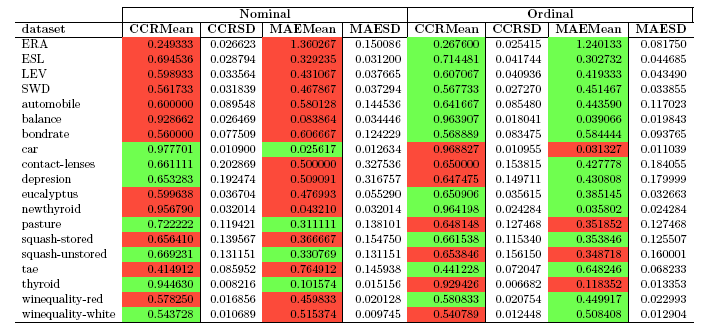 Nominal Ordinal
dataset CCRMean CCRSD MAEMean MAESD CCRMean CCRSD MAEMean MAESD
ERA 0.249333 0.026623 1.360267 0.150086 0.267600 0.025415 1.240133 0.081750
ESL 0.694536 0.028794 0.329235 0.031200 0.714481 0.041744 0.302732 0.044685
LEV 0.598933 0.033564 0.431067 0.037665 0.607067 0.040936 0.419333 0.043490
SWD 0.561733 0.031839 0.467867 0.037294 0.567733 0.027270 0.451467 0.033855
automobile 0.600000 0.089548 0.580128 0.144536 0.641667 0.085480 0.443590 0.117023
balance 0.928662 0.026469 0.083864 0.034446 0.963907 0.018041 0.039066 0.019843
bondrate 0.560000 0.077509 0.606667 0.124229 0.568889 0.083475 0.584444 0.093765
car 0.977701 0.010900 0.025617 0.012634 0.968827 0.010955 0.031327 0.011039
contact-lenses 0.661111 0.202869 0.500000 0.327536 0.650000 0.153815 0.427778 0.184055
depresion 0.653283 0.192474 0.509091 0.316757 0.647475 0.149711 0.430808 0.179999
eucalyptus 0.599638 0.036704 0.476993 0.055290 0.650906 0.035615 0.385145 0.032663
newthyroid 0.956790 0.032014 0.043210 0.032014 0.964198 0.024284 0.035802 0.024284
pasture 0.722222 0.119421 0.311111 0.138101 0.648148 0.127468 0.351852 0.127468
squash-stored 0.656410 0.139567 0.366667 0.154750 0.661538 0.115340 0.353846 0.125507
squash-unstored 0.669231 0.131151 0.330769 0.131151 0.653846 0.156150 0.348718 0.160001
tae 0.414912 0.085952 0.764912 0.145938 0.441228 0.072047 0.648246 0.068233
thyroid 0.944630 0.008216 0.101574 0.015156 0.929426 0.006682 0.118352 0.013353
winequality-red 0.578250 0.016856 0.459833 0.020128 0.580833 0.020754 0.449917 0.022993
winequality-white 0.543728 0.010689 0.515374 0.009745 0.540789 0.012448 0.508408 0.012904